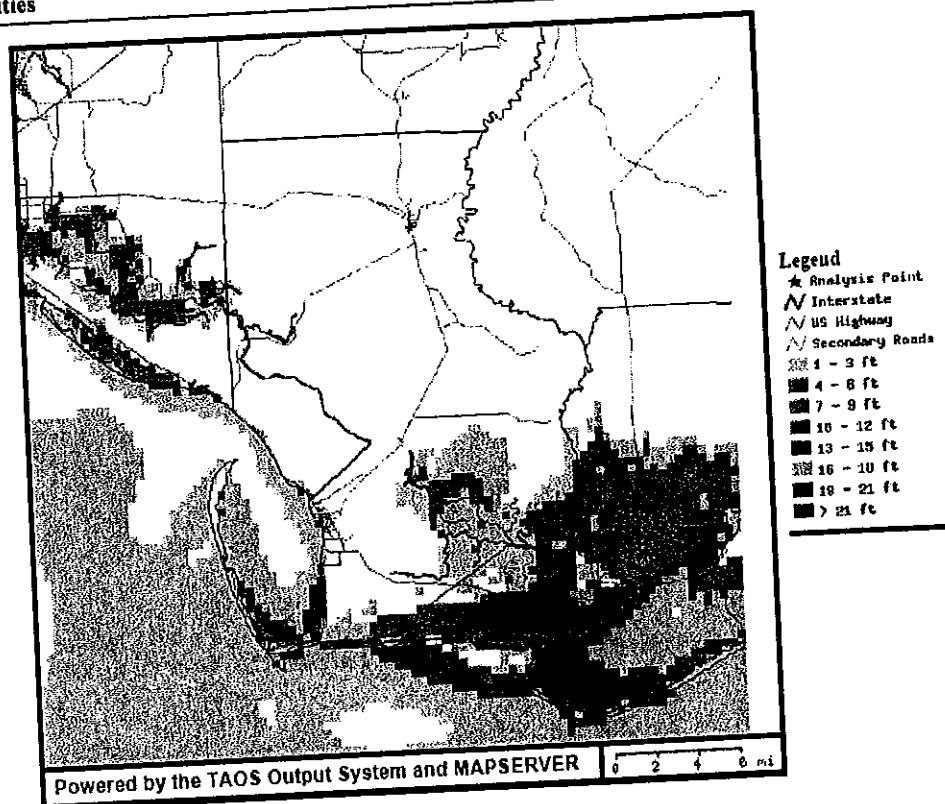 Legend
Analysis Point
Interstate
US Highway
Secondary Roads
1 - 3 ft
4 - 6 ft
7 - 9 ft
10 - 12 ft
13 - 15 ft
16 - 18 ft
19 - 21 ft
> 21 ft
Powered by the TAOS Output System and MAPSERVER
0 2 4 6 mi